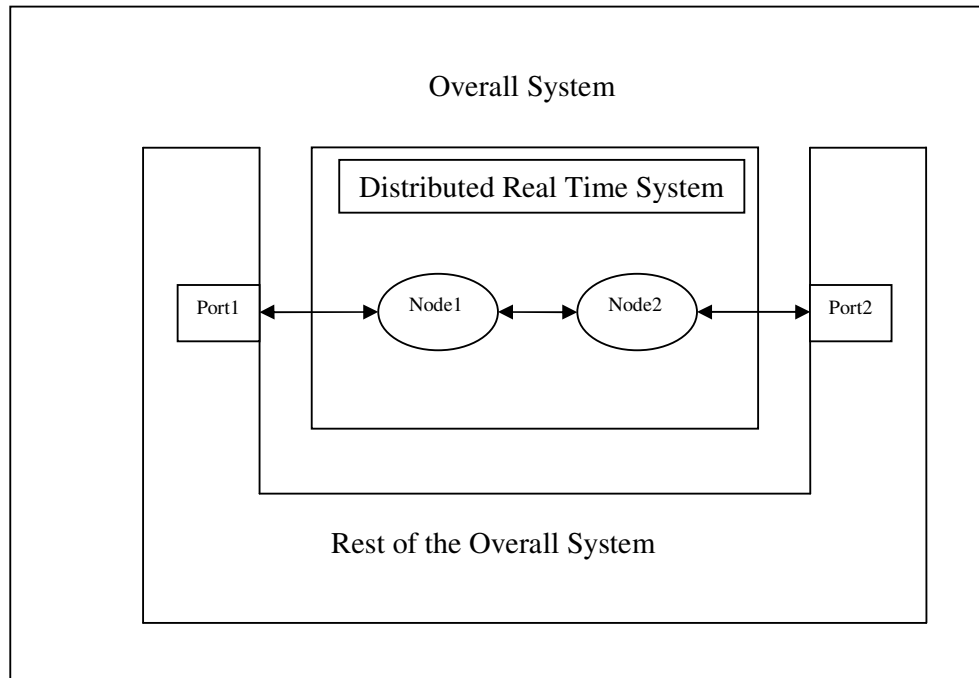 Overall System
Distributed Real Time System
Port1
Node1
Node2
Port2
Rest of the Overall System